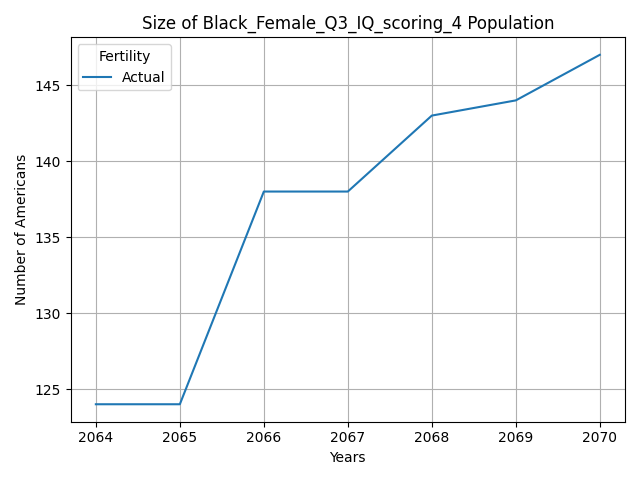 Size of Black_Female_Q3_IQ_scoring_4 Population
Fertility
Actual
Number of Americans
145
140
135
130
125
2064 2065 2066 2067 2068 2069 2070
Years